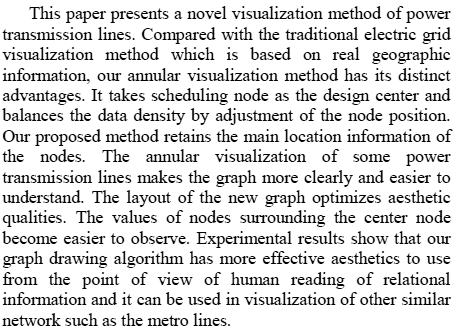 This paper presents a novel visualization method of power
transmission lines. Compared with the traditional electric grid
visualization method which is based on real geographic
information, our annular visualization method has its distinct
advantages. It takes scheduling node as the design center and
balances the data density by adjustment of the node position.
Our proposed method retains the main location information of
the nodes. The annular visualization of some power
transmission lines makes the graph more clearly and easier to
understand. The layout of the new graph optimizes aesthetic
qualities. The values of nodes surrounding the center node
become easier to observe. Experimental results show that our
graph drawing algorithm has more effective aesthetics to use
from the point of view of human reading of relational
information and it can be used in visualization of other similar
network such as the metro lines.